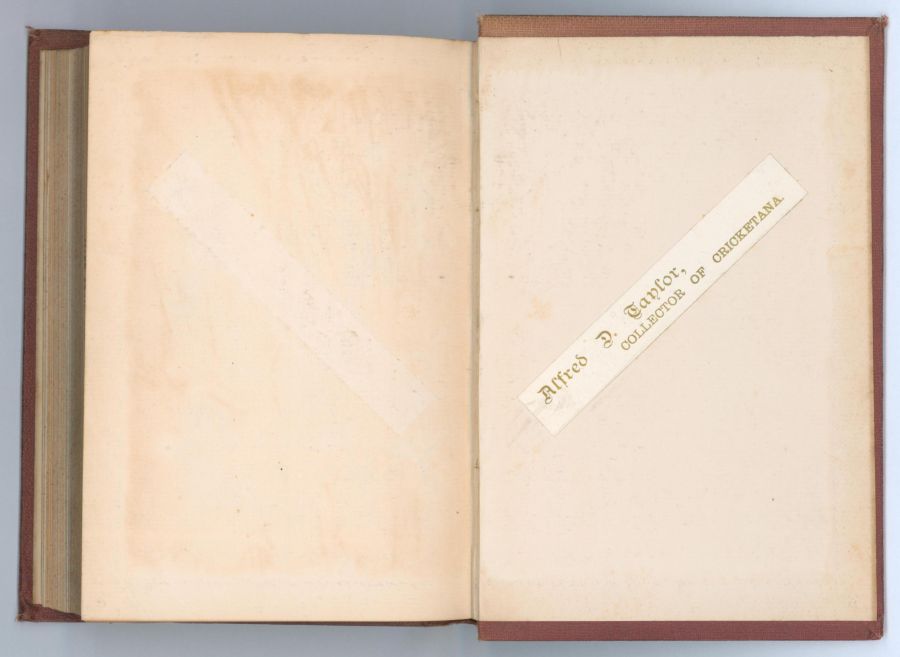 Alfred D. Taylor,
COLLECTOR OF CRICKETANA.